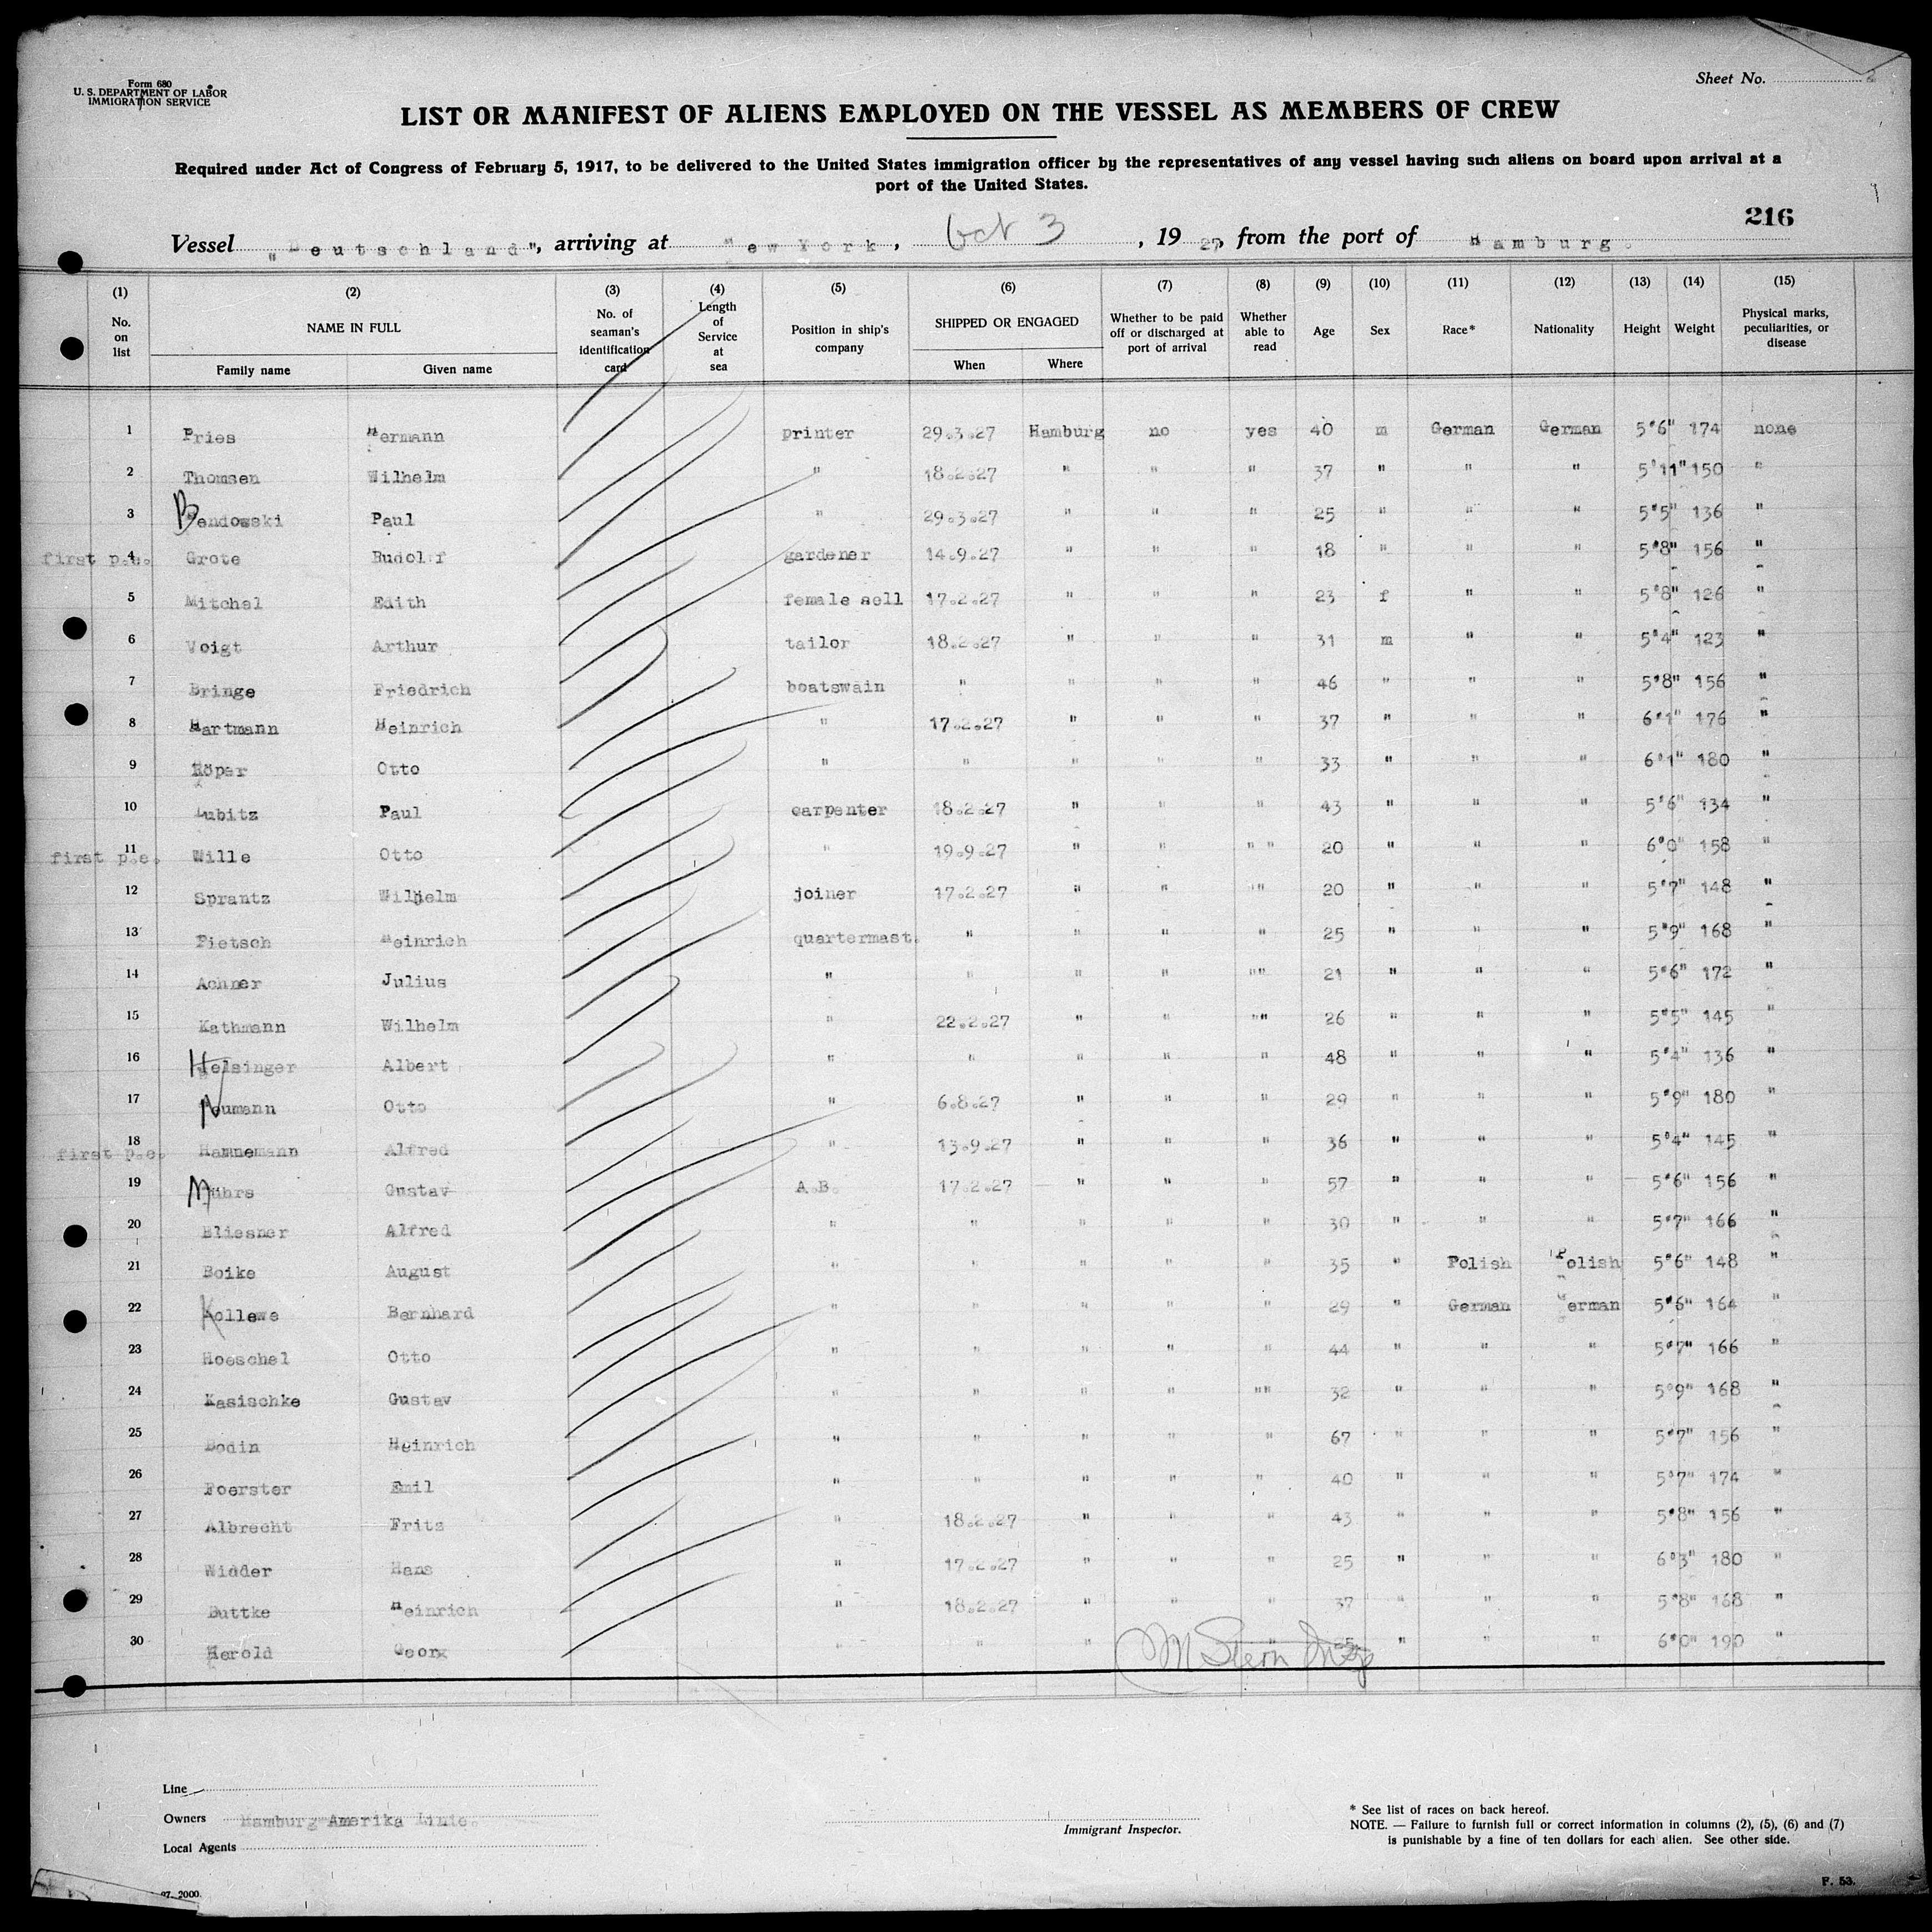 Form 680
U. S. DEPARTMENT OF LABOR
IMMIGRATION SERVICE
Sheet No. 2
LIST OR MANIFEST OF ALIENS EMPLOYED ON THE VESSEL AS MEMBERS OF CREW
Required under Act of Congress of February 5, 1917, to be delivered to the United States immigration officer by the representatives of any vessel having such aliens on board upon arrival at a
port of the United States.
216
Vessel "Deutschland", arriving at New York, Oct 3, 1927, from the port of Hamburg.
(1) (2) (3) (4) (5) (6) (7) (8) (9) (10) (11) (12) (13) (14) (15)
No. on list NAME IN FULL Family name Given name No. of seaman's identification card Length of Service at sea Position in ship's company SHIPPED OR ENGAGED When Where Whether to be paid off or discharged at port of arrival Whether able to read Age Sex Race* Nationality Height Weight Physical marks, peculiarities, or disease
1 Pries Hermann printer 29.3.27 Hamburg no yes 40 m German German 5'6" 174 none
2 Thomsen Wilhelm " 18.2.27 " " " 37 " " " 5'11" 150 "
3 Bendowski Paul " 29.3.27 " " " 25 " " " 5'5" 136 "
first p.e. 4 Grote Rudolf gardener 14.9.27 " " " 18 " " " 5'8" 156 "
5 Mitchel Edith female sell 17.2.27 " " " 23 f " " 5'8" 126 "
6 Voigt Arthur tailor 18.2.27 " " " 31 m " " 5'4" 123 "
7 Bringe Friedrich boatswain " " " " 46 " " " 5'8" 156 "
8 Hartmann Heinrich " 17.2.27 " " " 37 " " " 6'1" 176 "
9 Röper Otto " " " " " 33 " " " 6'1" 180 "
10 Lubitz Paul carpenter 18.2.27 " " " 43 " " " 5'6" 134 "
first p.e. 11 Wille Otto " 19.9.27 " " " " 20 " " " 6'0" 158 "
12 Sprantz Wilhelm joiner 17.2.27 " " "" 20 " " " 5'7" 148 "
13 Pietsch Heinrich quartermast. " " " " 25 " " " 5'9" 168 "
14 Achner Julius " " " " "" 21 " " " 5'6" 172 "
15 Kathmann Wilhelm " 22.2.27 " " "" 26 " " " 5'5" 145 "
16 Helsinger Albert " " " " " 48 " " " 5'4" 136 "
17 Neumann Otto " 6.8.27 " " " 29 " " " 5'9" 180 "
first p.e. 18 Hannemann Alfred " 13.9.27 " " " 36 " " " 5'4" 145 "
19 Mührs Gustav A.B. 17.2.27 " " " 57 " " " 5'6" 156 "
20 Bliesner Alfred " " " " " 30 " " " 5'7" 166 "
21 Boike August " " " " " 35 " Polish Polish 5'6" 148 "
22 Kollewe Bernhard " " " " " 29 " German German 5'6" 164 "
23 Hoeschel Otto " " " " " 44 " " " 5'7" 166 "
24 Kasischke Gustav " " " " "" 32 " " " 5'9" 168 "
25 Bodin Heinrich " " " " " 67 " " " 5'7" 156 "
26 Foerster Emil " " " " " 40 " " " 5'7" 174 "
27 Albrecht Fritz " 18.2.27 " " " 43 " " " 5'8" 156 "
28 Widder Hans " 17.2.27 " " " 25 " " " 6'3" 180 "
29 Buttke Heinrich " 18.2.27 " " " 37 " " " 5'8" 168 "
30 Herold Georg " " " " 25 " " " 6'0" 190 "
M Stern Insp
Line
Owners Hamburg Amerika Linie.
Local Agents
Immigrant Inspector.
* See list of races on back hereof.
NOTE. — Failure to furnish full or correct information in columns (2), (5), (6) and (7)
is punishable by a fine of ten dollars for each alien. See other side.
27. 2000.
F. 53.